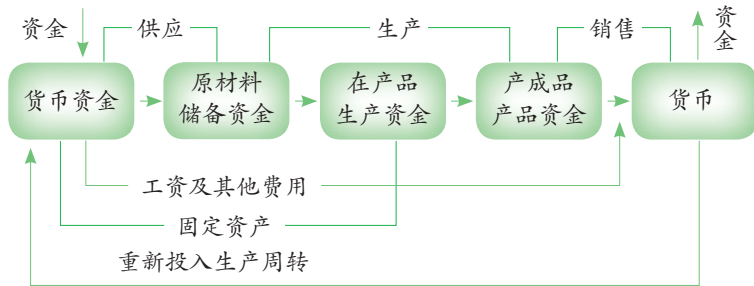 资金
供应
生产
销售
资金
货币资金
原材料
储备资金
在产品
生产资金
产成品
产品资金
货币
工资及其他费用
固定资产
重新投入生产周转